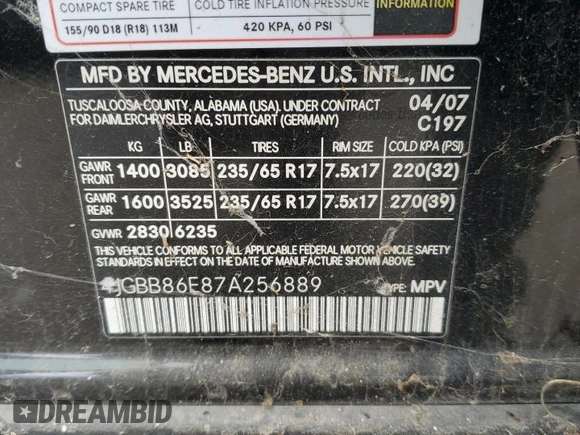 COMPACT SPARE TIRE COLD TIRE INFLATION PRESSURE INFORMATION
155/90 D18 (R18) 113M 420 KPA, 60 PSI
MFD BY MERCEDES-BENZ U.S. INTL., INC
TUSCALOOSA COUNTY, ALABAMA (USA). UNDER CONTRACT 04/07
FOR DAIMLERCHRYSLER AG, STUTTGART (GERMANY) C197
KG LB TIRES RIM SIZE COLD KPA (PSI)
GAWR FRONT 1400 3085 235/65 R17 7.5x17 220(32)
GAWR REAR 1600 3525 235/65 R17 7.5x17 270(39)
GVWR 2830 6235
THIS VEHICLE CONFORMS TO ALL APPLICABLE FEDERAL MOTOR VEHICLE SAFETY
STANDARDS IN EFFECT ON THE DATE OF MANUFACTURE SHOWN ABOVE.
4JGBB86E87A256889 TYPE: MPV
DREAMBID